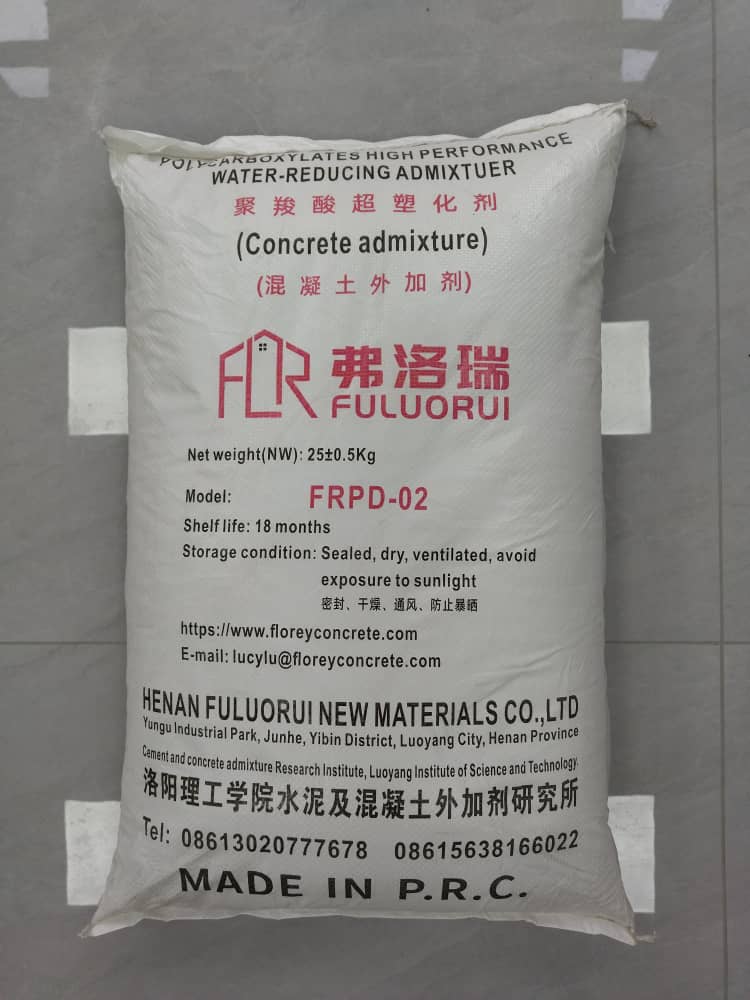 POLYCARBOXYLATES HIGH PERFORMANCE
WATER-REDUCING ADMIXTUER
聚羧酸超塑化剂
(Concrete admixture)
(混凝土外加剂)
FLR 弗洛瑞
FULUORUI
Net weight(NW): 25±0.5Kg
Model: FRPD-02
Shelf life: 18 months
Storage condition: Sealed, dry, ventilated, avoid
exposure to sunlight
密封、干燥、通风、防止暴晒
https://www.floreyconcrete.com
E-mail: lucylu@floreyconcrete.com
HENAN FULUORUI NEW MATERIALS CO.,LTD
Yungu Industrial Park, Junhe, Yibin District, Luoyang City, Henan Province
Cement and concrete admixture Research Institute, Luoyang Institute of Science and Technology.
洛阳理工学院水泥及混凝土外加剂研究所
Tel: 08613020777678 08615638166022
MADE IN P.R.C.